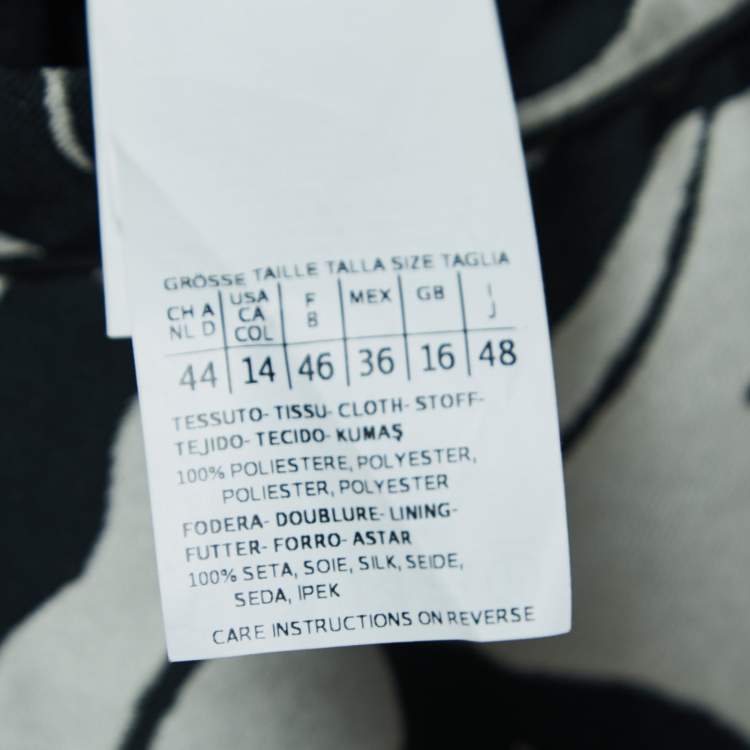 GRÖSSE TAILLE TALLA SIZE TAGLIA
CH A USA F MEX GB I
NL D CA B J
COL
44 14 46 36 16 48
TESSUTO- TISSU- CLOTH- STOFF-
TEJIDO- TECIDO- KUMAŞ
100% POLIESTERE, POLYESTER,
POLIESTER, POLYESTER
FODERA- DOUBLURE- LINING-
FUTTER- FORRO- ASTAR
100% SETA, SOIE, SILK, SEIDE,
SEDA, IPEK
CARE INSTRUCTIONS ON REVERSE